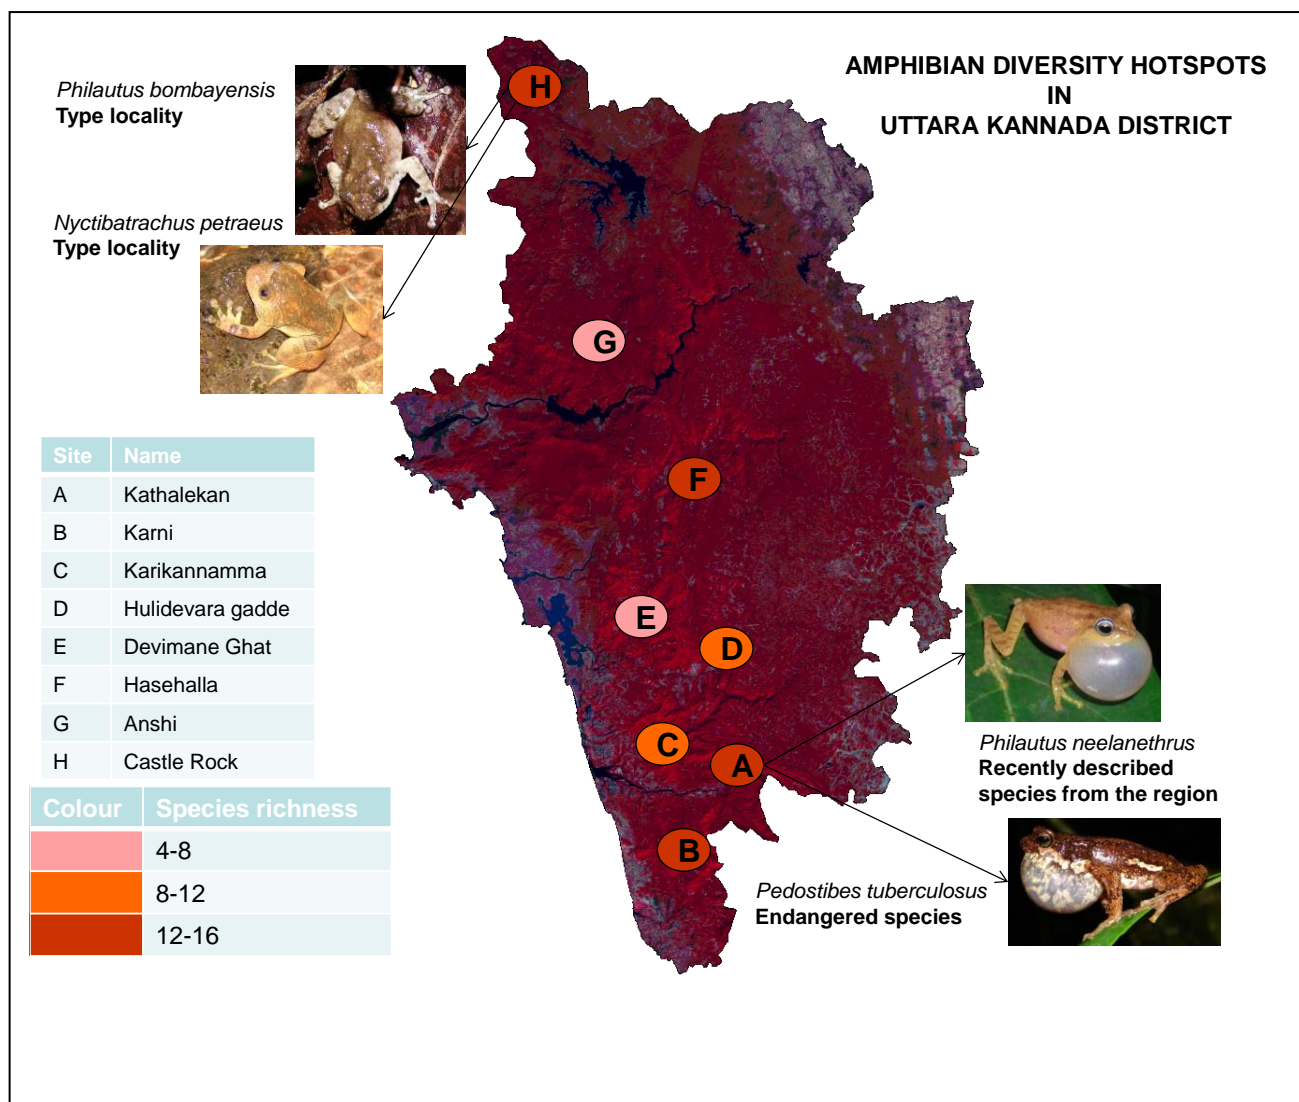 AMPHIBIAN DIVERSITY HOTSPOTS
IN
UTTARA KANNADA DISTRICT
Philautus bombayensis
Type locality
Nyctibatrachus petraeus
Type locality
H
G
F
E
D
C
A
B
Site Name
A Kathalekan
B Karni
C Karikannamma
D Hulidevara gadde
E Devimane Ghat
F Hasehalla
G Anshi
H Castle Rock
Colour Species richness
4-8
8-12
12-16
Philautus neelanethrus
Recently described
species from the region
Pedostibes tuberculosus
Endangered species